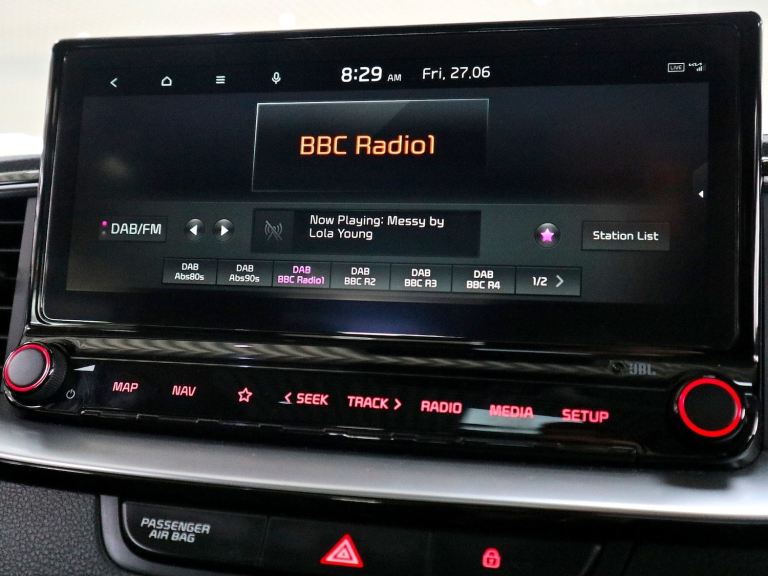 8:29 AM Fri, 27.06 LIVE
BBC Radio1
DAB/FM
Now Playing: Messy by
Lola Young
Station List
DAB
Abs80s
DAB
Abs90s
DAB
BBC Radio1
DAB
BBC R2
DAB
BBC R3
DAB
BBC R4
1/2
JBL
MAP NAV SEEK TRACK RADIO MEDIA SETUP
PASSENGER
AIR BAG